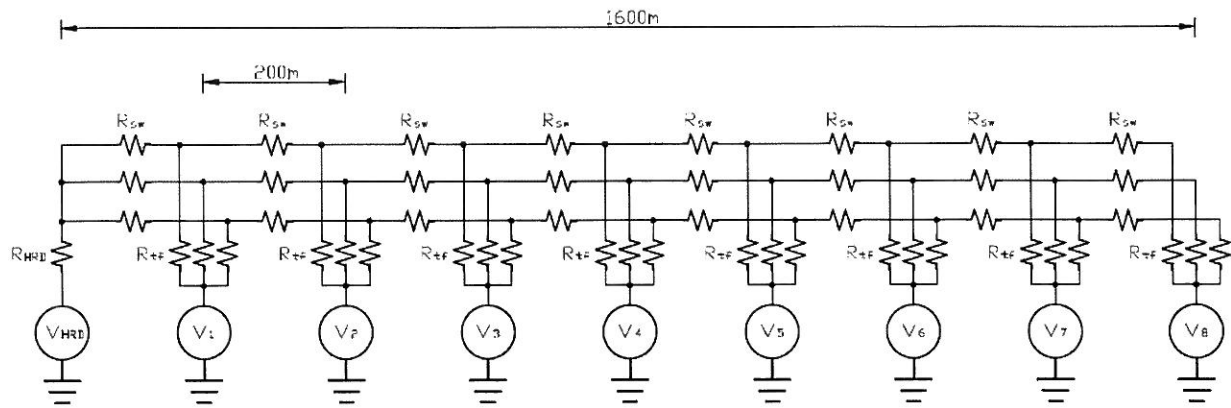 1600m
200m
Rsw Rsw Rsw Rsw Rsw Rsw Rsw Rsw
RHRD Rtf Rtf Rtf Rtf Rtf Rtf Rtf Rtf
VHRD V1 V2 V3 V4 V5 V6 V7 V8